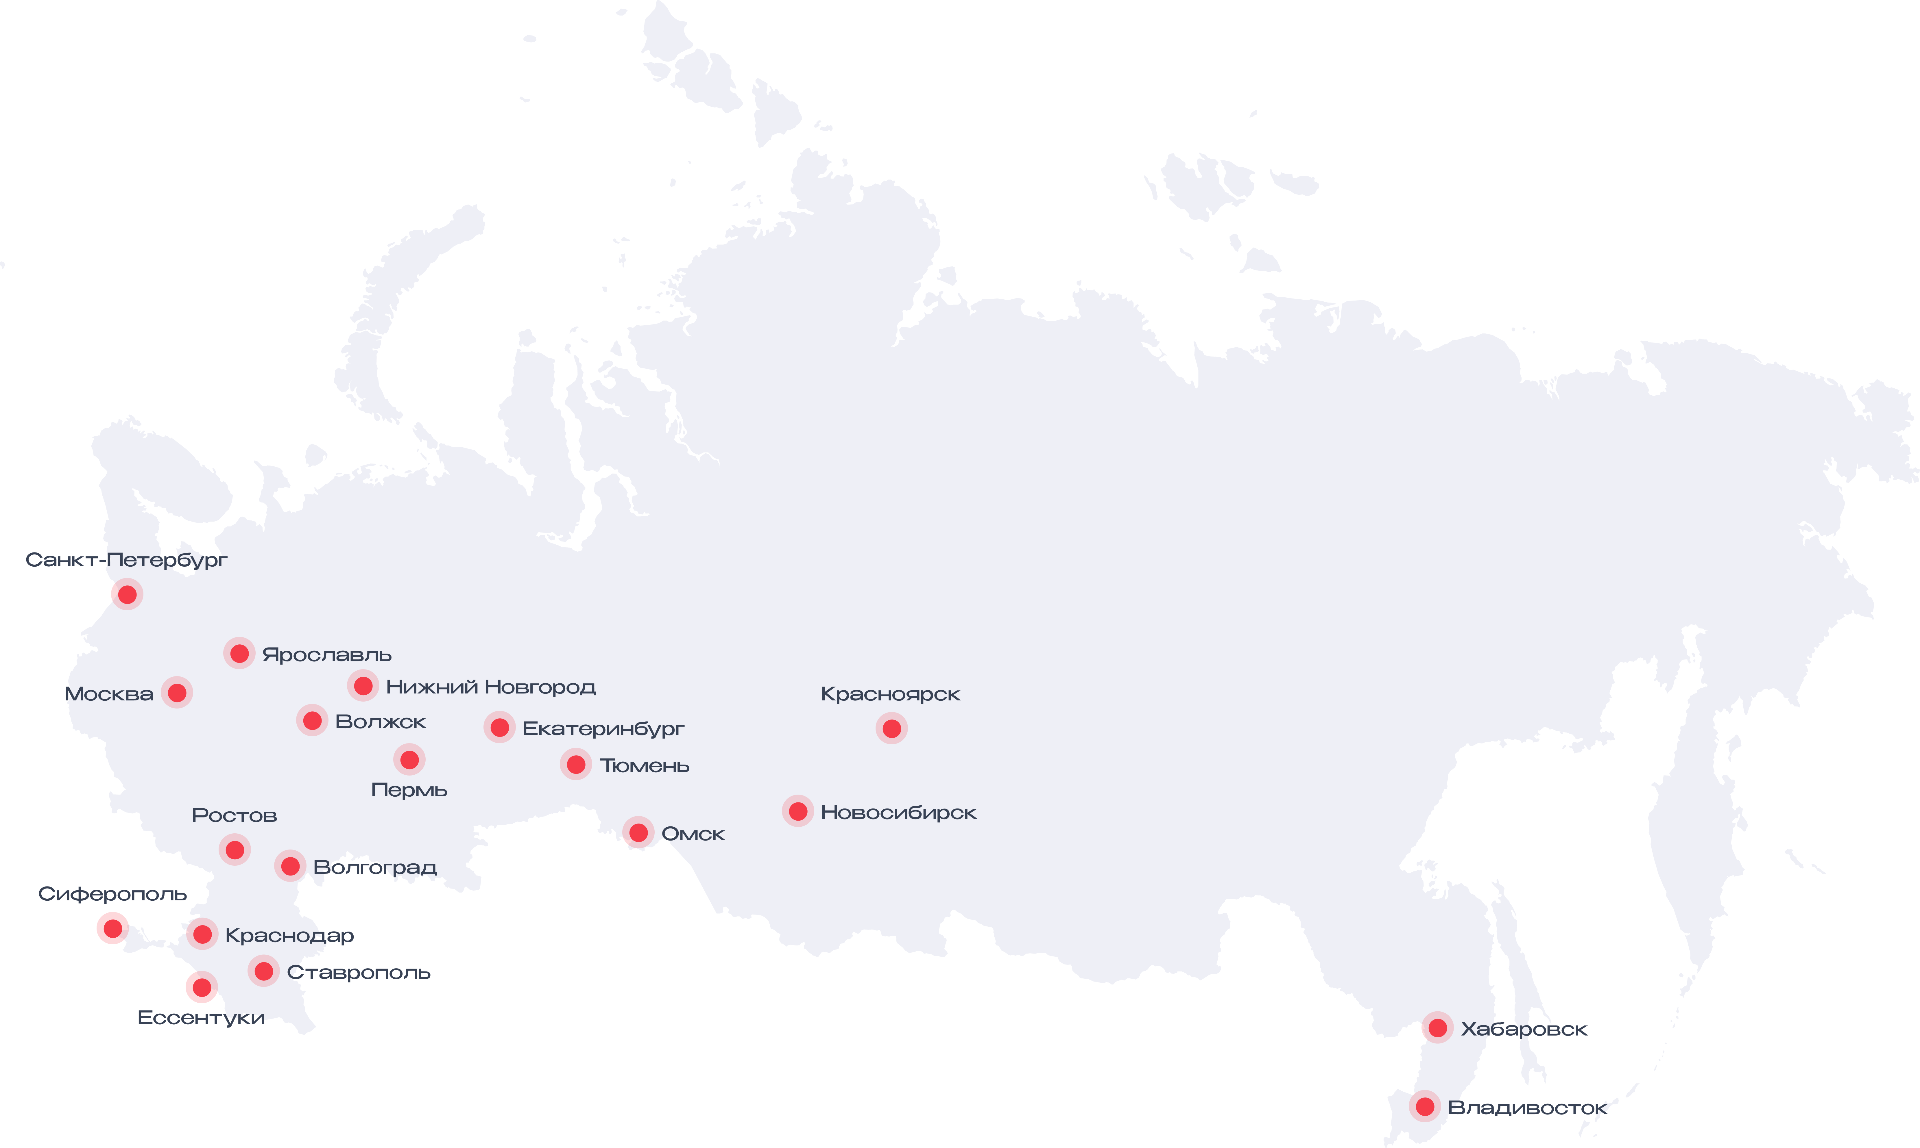 Санкт-Петербург
Ярославль
Москва
Нижний Новгород
Красноярск
Волжск
Екатеринбург
Тюмень
Пермь
Ростов
Новосибирск
Омск
Волгоград
Сиферополь
Краснодар
Ставрополь
Ессентуки
Хабаровск
Владивосток